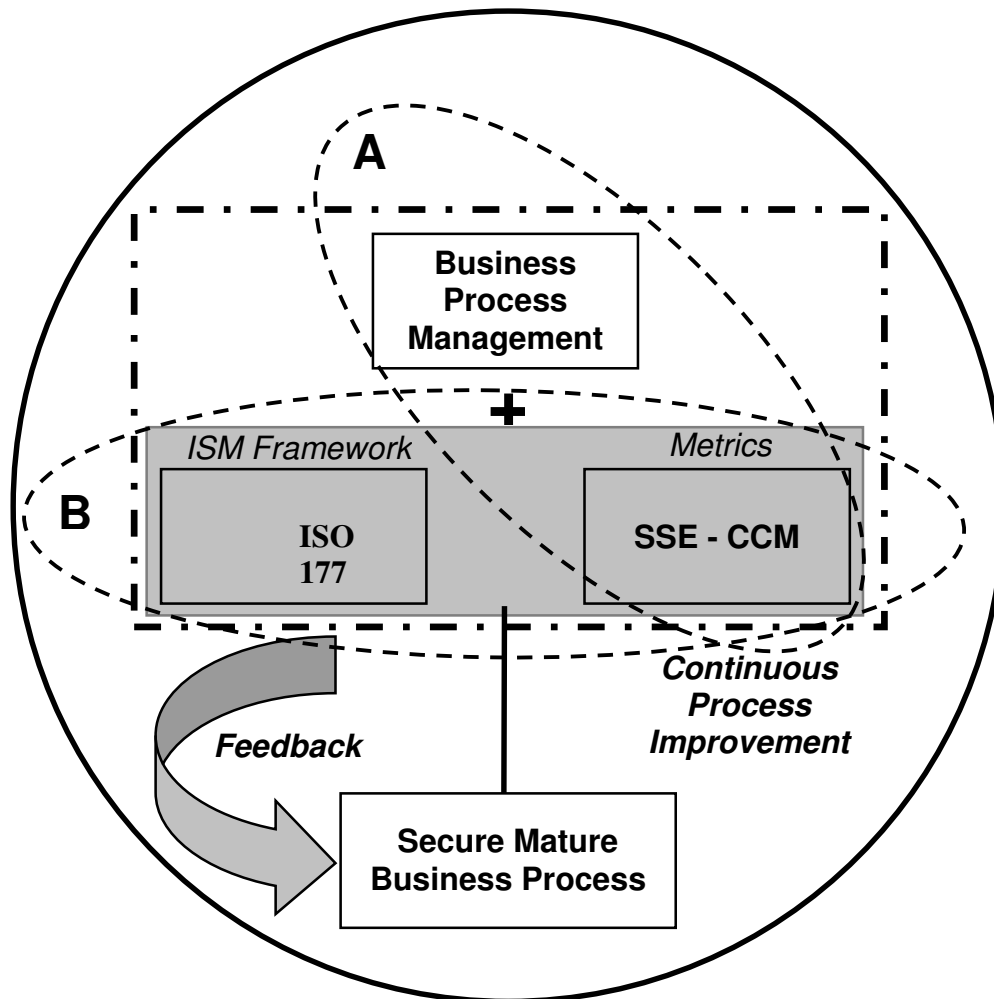 A
Business
Process
Management
+
ISM Framework
Metrics
B
ISO
177
SSE - CCM
Continuous
Process
Improvement
Feedback
Secure Mature
Business Process